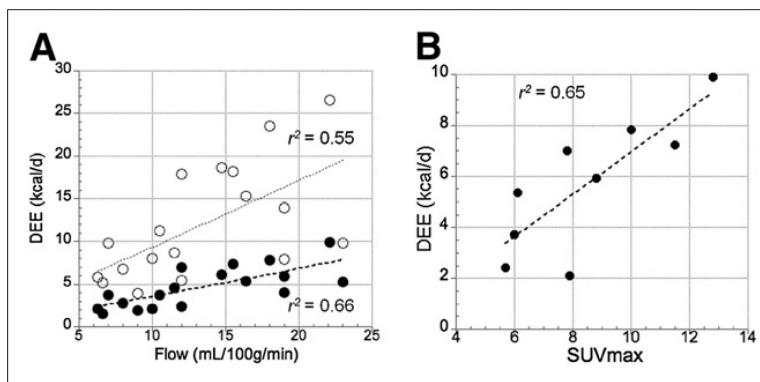 A
30
25
20
15
10
5
0
DEE (kcal/d)
r² = 0.55
r² = 0.66
5 10 15 20 25
Flow (mL/100g/min)
B
10
8
6
4
2
0
DEE (kcal/d)
r² = 0.65
4 6 8 10 12 14
SUVmax